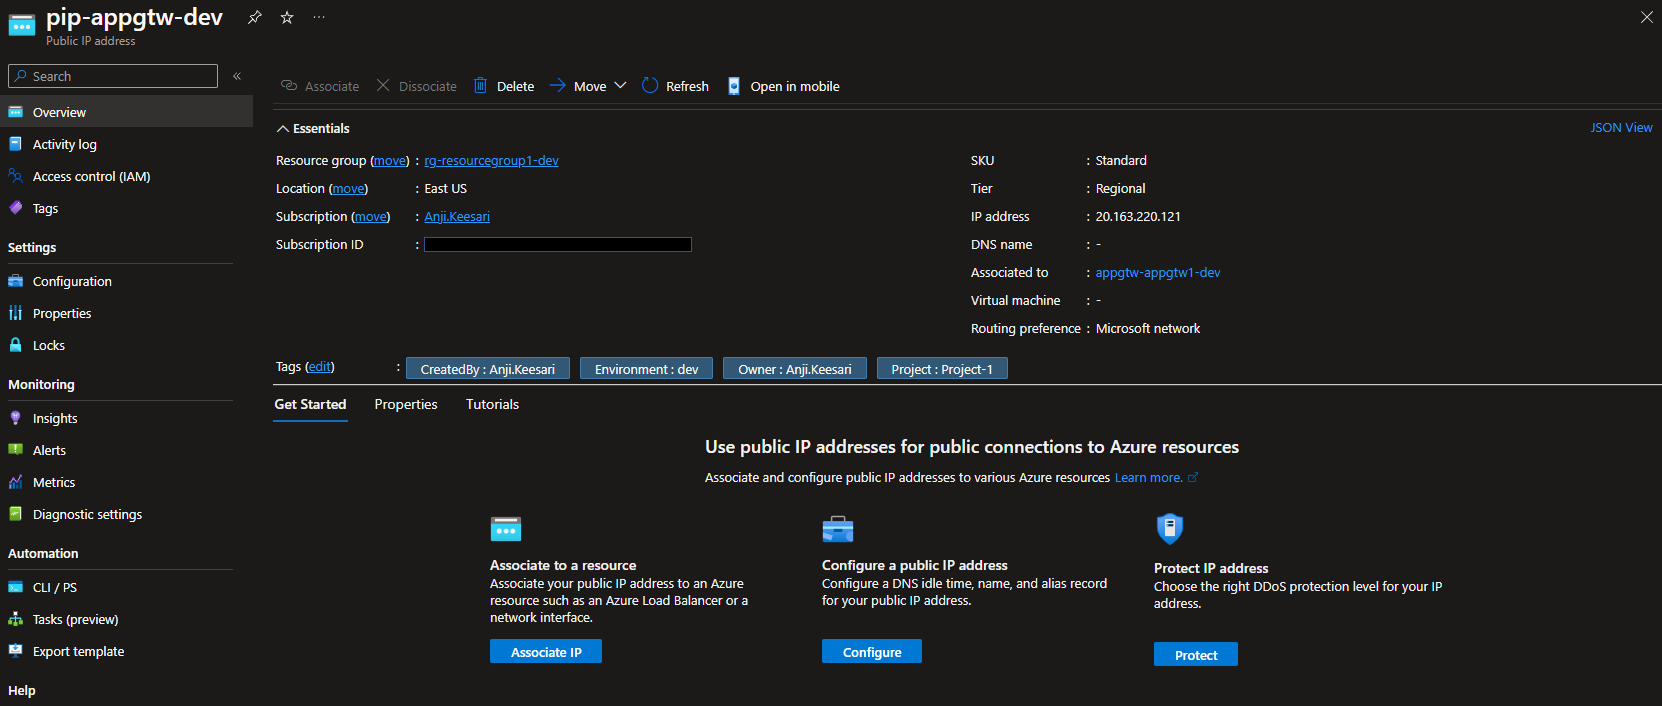 pip-appgtw-dev
Public IP address
Search
Overview
Activity log
Access control (IAM)
Tags
Settings
Configuration
Properties
Locks
Monitoring
Insights
Alerts
Metrics
Diagnostic settings
Automation
CLI / PS
Tasks (preview)
Export template
Help
Associate Dissociate Delete Move Refresh Open in mobile
Essentials JSON View
Resource group (move) : rg-resourcegroup1-dev
Location (move) : East US
Subscription (move) : Anji.Keesari
Subscription ID :
SKU : Standard
Tier : Regional
IP address : 20.163.220.121
DNS name : -
Associated to : appgtw-appgtw1-dev
Virtual machine : -
Routing preference : Microsoft network
Tags (edit) : CreatedBy : Anji.Keesari Environment : dev Owner : Anji.Keesari Project : Project-1
Get Started Properties Tutorials
Use public IP addresses for public connections to Azure resources
Associate and configure public IP addresses to various Azure resources Learn more.
Associate to a resource
Associate your public IP address to an Azure
resource such as an Azure Load Balancer or a
network interface.
Associate IP
Configure a public IP address
Configure a DNS idle time, name, and alias record
for your public IP address.
Configure
Protect IP address
Choose the right DDoS protection level for your IP
address.
Protect